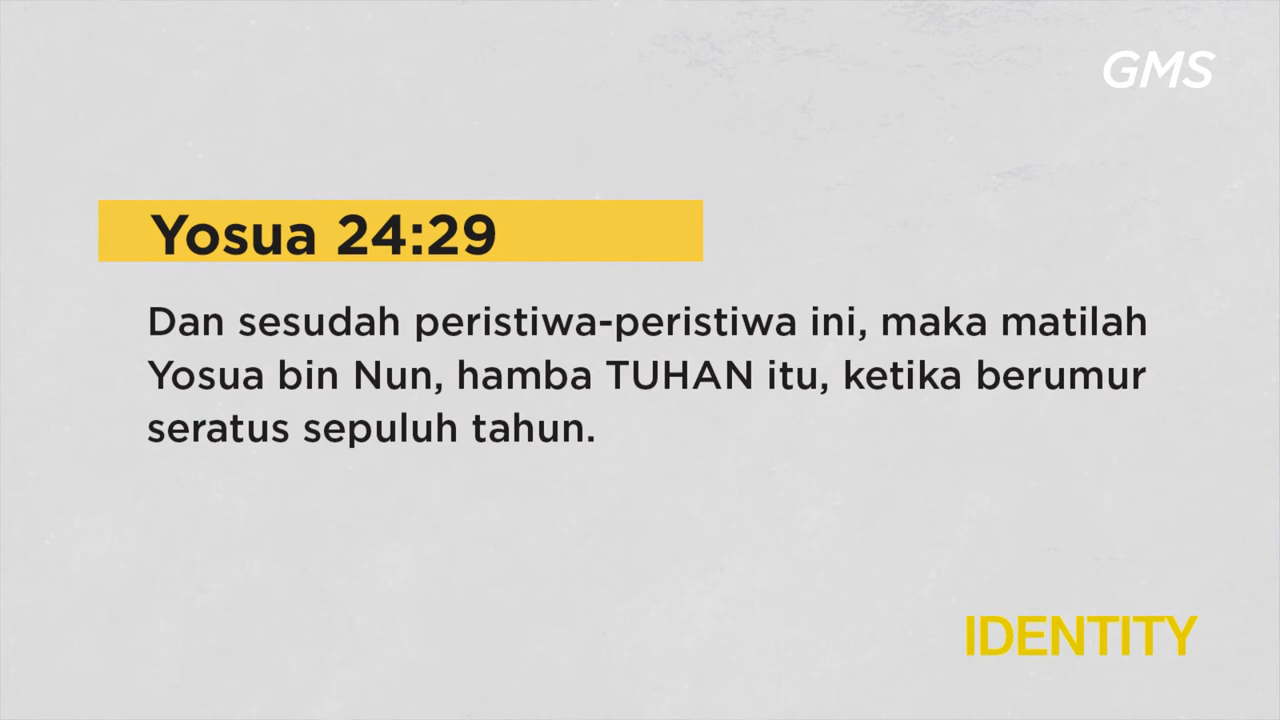 GMS
Yosua 24:29
Dan sesudah peristiwa-peristiwa ini, maka matilah
Yosua bin Nun, hamba TUHAN itu, ketika berumur
seratus sepuluh tahun.
IDENTITY